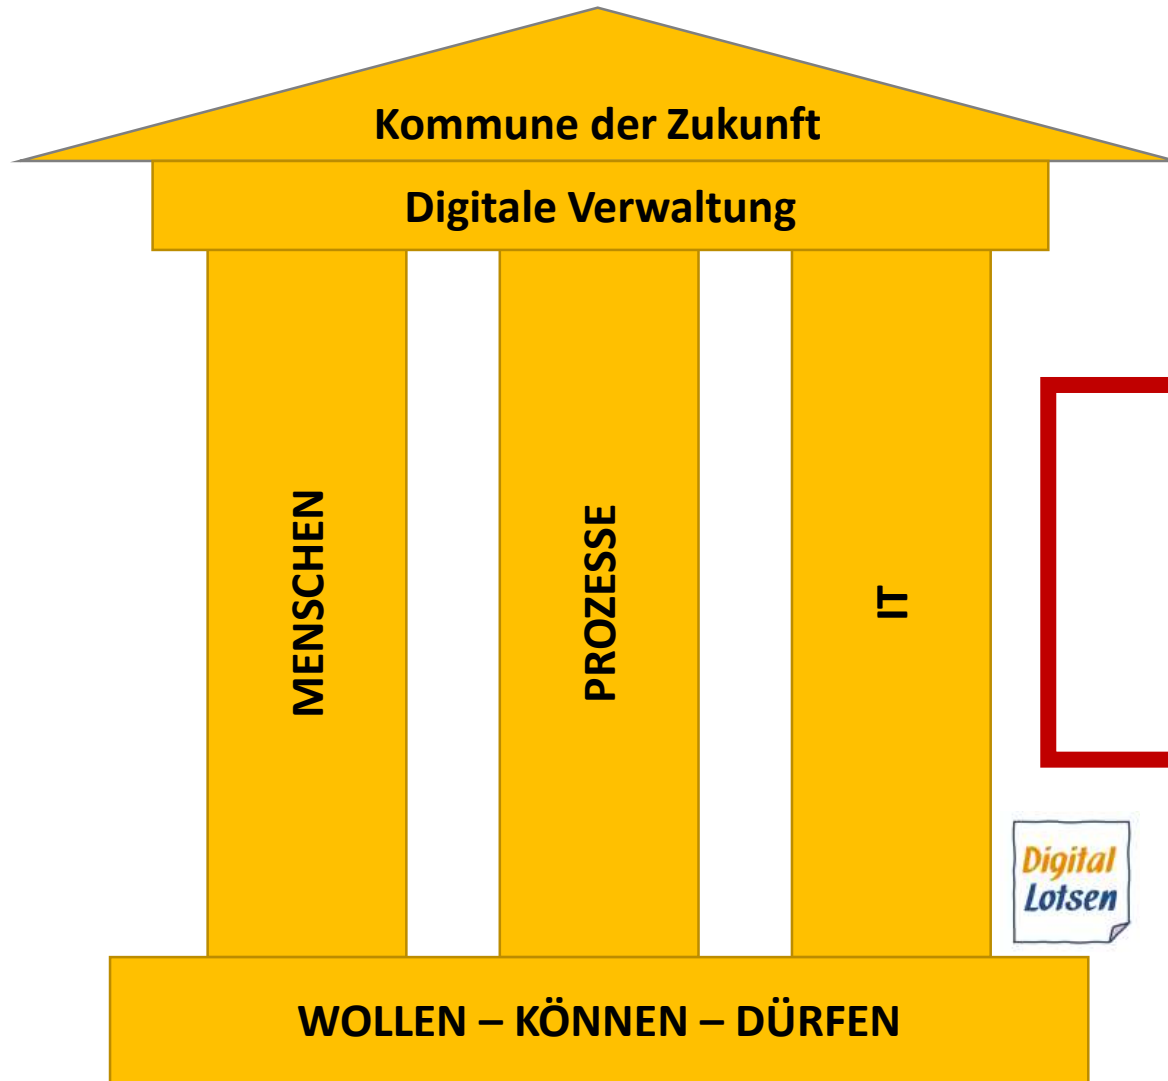 Kommune der Zukunft
Digitale Verwaltung
MENSCHEN
PROZESSE
IT
Digital
Lotsen
WOLLEN – KÖNNEN – DÜRFEN